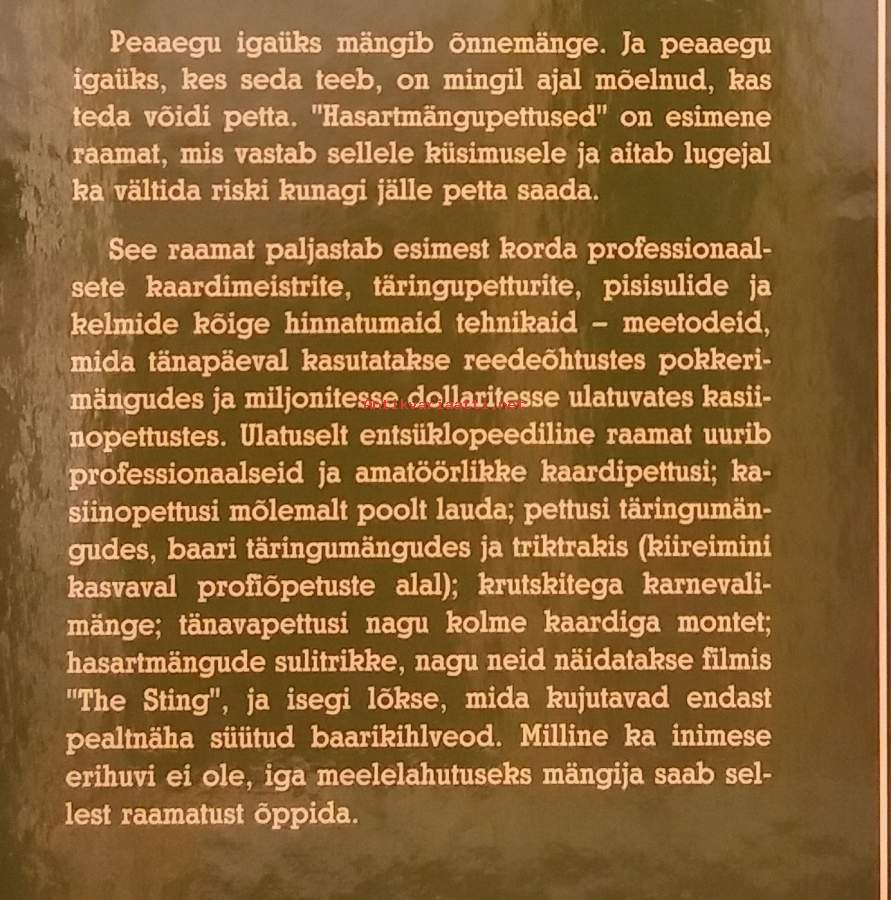 Peaaegu igaüks mängib õnnemänge. Ja peaaegu
igaüks, kes seda teeb, on mingil ajal mõelnud, kas
teda võidi petta. "Hasartmängupettused" on esimene
raamat, mis vastab sellele küsimusele ja aitab lugejal
ka vältida riski kunagi jälle petta saada.
See raamat paljastab esimest korda professionaal-
sete kaardimeistrite, täringupetturite, pisisulide ja
kelmide kõige hinnatumaid tehnikaid – meetodeid,
mida tänapäeval kasutatakse reedeõhtustes pokkeri-
mängudes ja miljonitesse dollaritesse ulatuvates kasii-
nopettustes. Ulatuselt entsüklopeediline raamat uurib
professionaalseid ja amatöörlikke kaardipettusi; ka-
siinopettusi mõlemalt poolt lauda; pettusi täringumän-
gudes, baari täringumängudes ja triktrakis (kiireimini
kasvaval profiõpetuste alal); krutskitega karnevali-
mänge; tänavapettusi nagu kolme kaardiga montet;
hasartmängude sulitrikke, nagu neid näidatakse filmis
"The Sting", ja isegi lõkse, mida kujutavad endast
pealtnäha süütud baarikihlveod. Milline ka inimese
erihuvi ei ole, iga meelelahutuseks mängija saab sel-
lest raamatust õppida.
Antikvariaatii.net